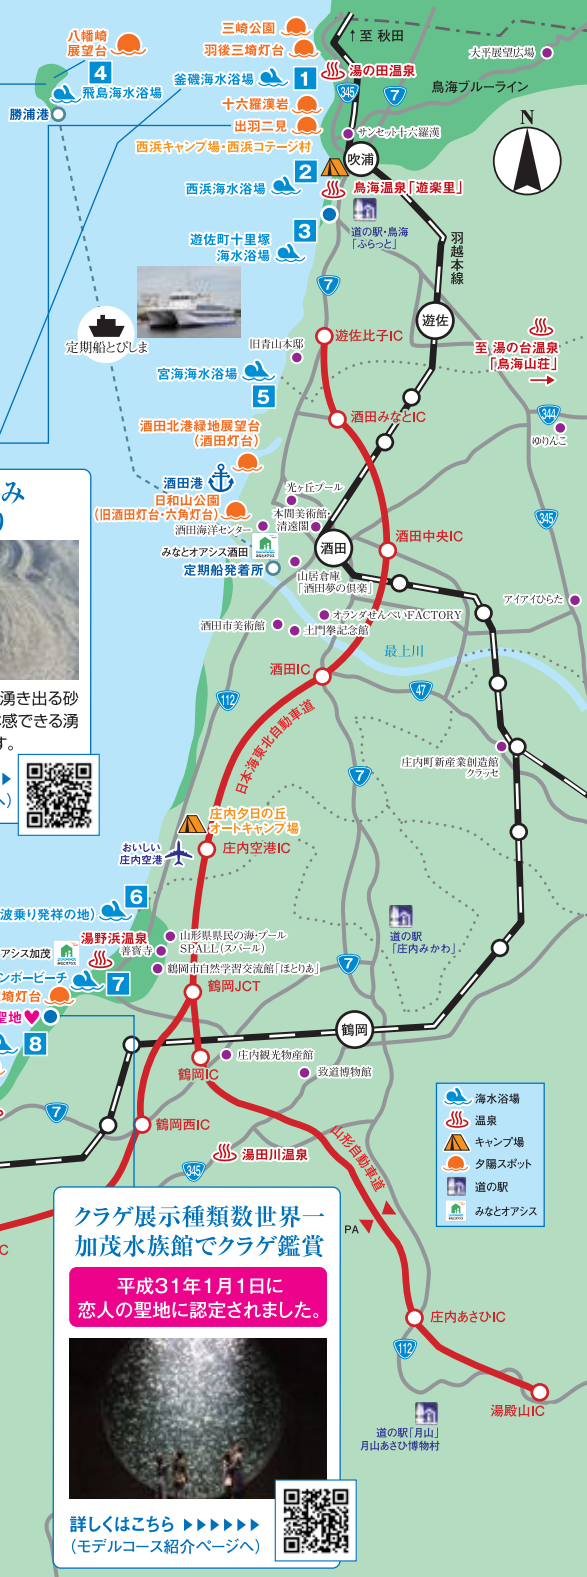 三崎公園
↑至 秋田
八幡崎
展望台
羽後三崎灯台
大平展望広場
4
釜磯海水浴場
1
湯の田温泉
飛島海水浴場
345
7
鳥海ブルーライン
勝浦港
十六羅漢岩
出羽二見
サンセット十六羅漢
N
西浜キャンプ場・西浜コテージ村
吹浦
2
西浜海水浴場
鳥海温泉「遊楽里」
3
道の駅・鳥海
「ふらっと」
遊佐町十里塚
海水浴場
羽越本線
7
定期船とびしま
遊佐
遊佐比子IC
旧青山本邸
至 湯の台温泉
「鳥海山荘」
宮海海水浴場
5
344
酒田みなとIC
酒田北港緑地展望台
(酒田灯台)
ゆりんこ
酒田港
光ヶ丘プール
日和山公園
(旧酒田灯台・六角灯台)
本間美術館・
清遠閣
345
酒田海洋センター
酒田中央IC
みなとオアシス酒田
酒田
定期船発着所
山居倉庫
「酒田夢の倶楽」
アイアイひらた
オランダせんべいFACTORY
酒田市美術館
土門拳記念館
最上川
酒田IC
47
112
湧き出る砂
感できる湧
す。
日本海東北自動車道
庄内町新産業創造館
クラッセ
7
庄内夕日の丘
オートキャンプ場
おいしい
庄内空港
庄内空港IC
6
波乗り発祥の地)
道の駅
「庄内みかわ」
湯野浜温泉
山形県県民の海・プール
SPALL(スパール)
アシス加茂
善寳寺
鶴岡市自然学習交流館「ほとりあ」
7
ンポービーチ
7
埼灯台
鶴岡JCT
聖地♥
8
鶴岡
庄内観光物産館
鶴岡IC
致道博物館
7
鶴岡西IC
345
湯田川温泉
山形自動車道
海水浴場
温泉
キャンプ場
夕陽スポット
道の駅
みなとオアシス
PA
C
クラゲ展示種類数世界一
加茂水族館でクラゲ鑑賞
平成31年1月1日に
恋人の聖地に認定されました。
庄内あさひIC
112
湯殿山IC
道の駅「月山」
月山あさひ博物村
詳しくはこちら ▶▶▶▶▶▶
(モデルコース紹介ページへ)